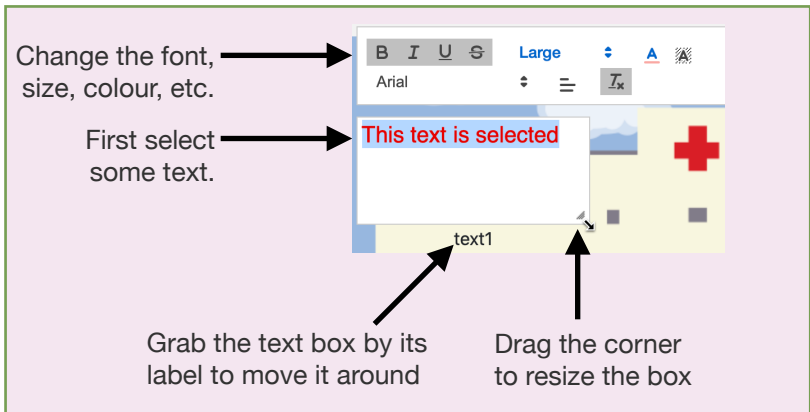 Change the font,
size, colour, etc.
B I U S Large A A
Arial Tx
First select
some text.
This text is selected
text1
Grab the text box by its
label to move it around
Drag the corner
to resize the box